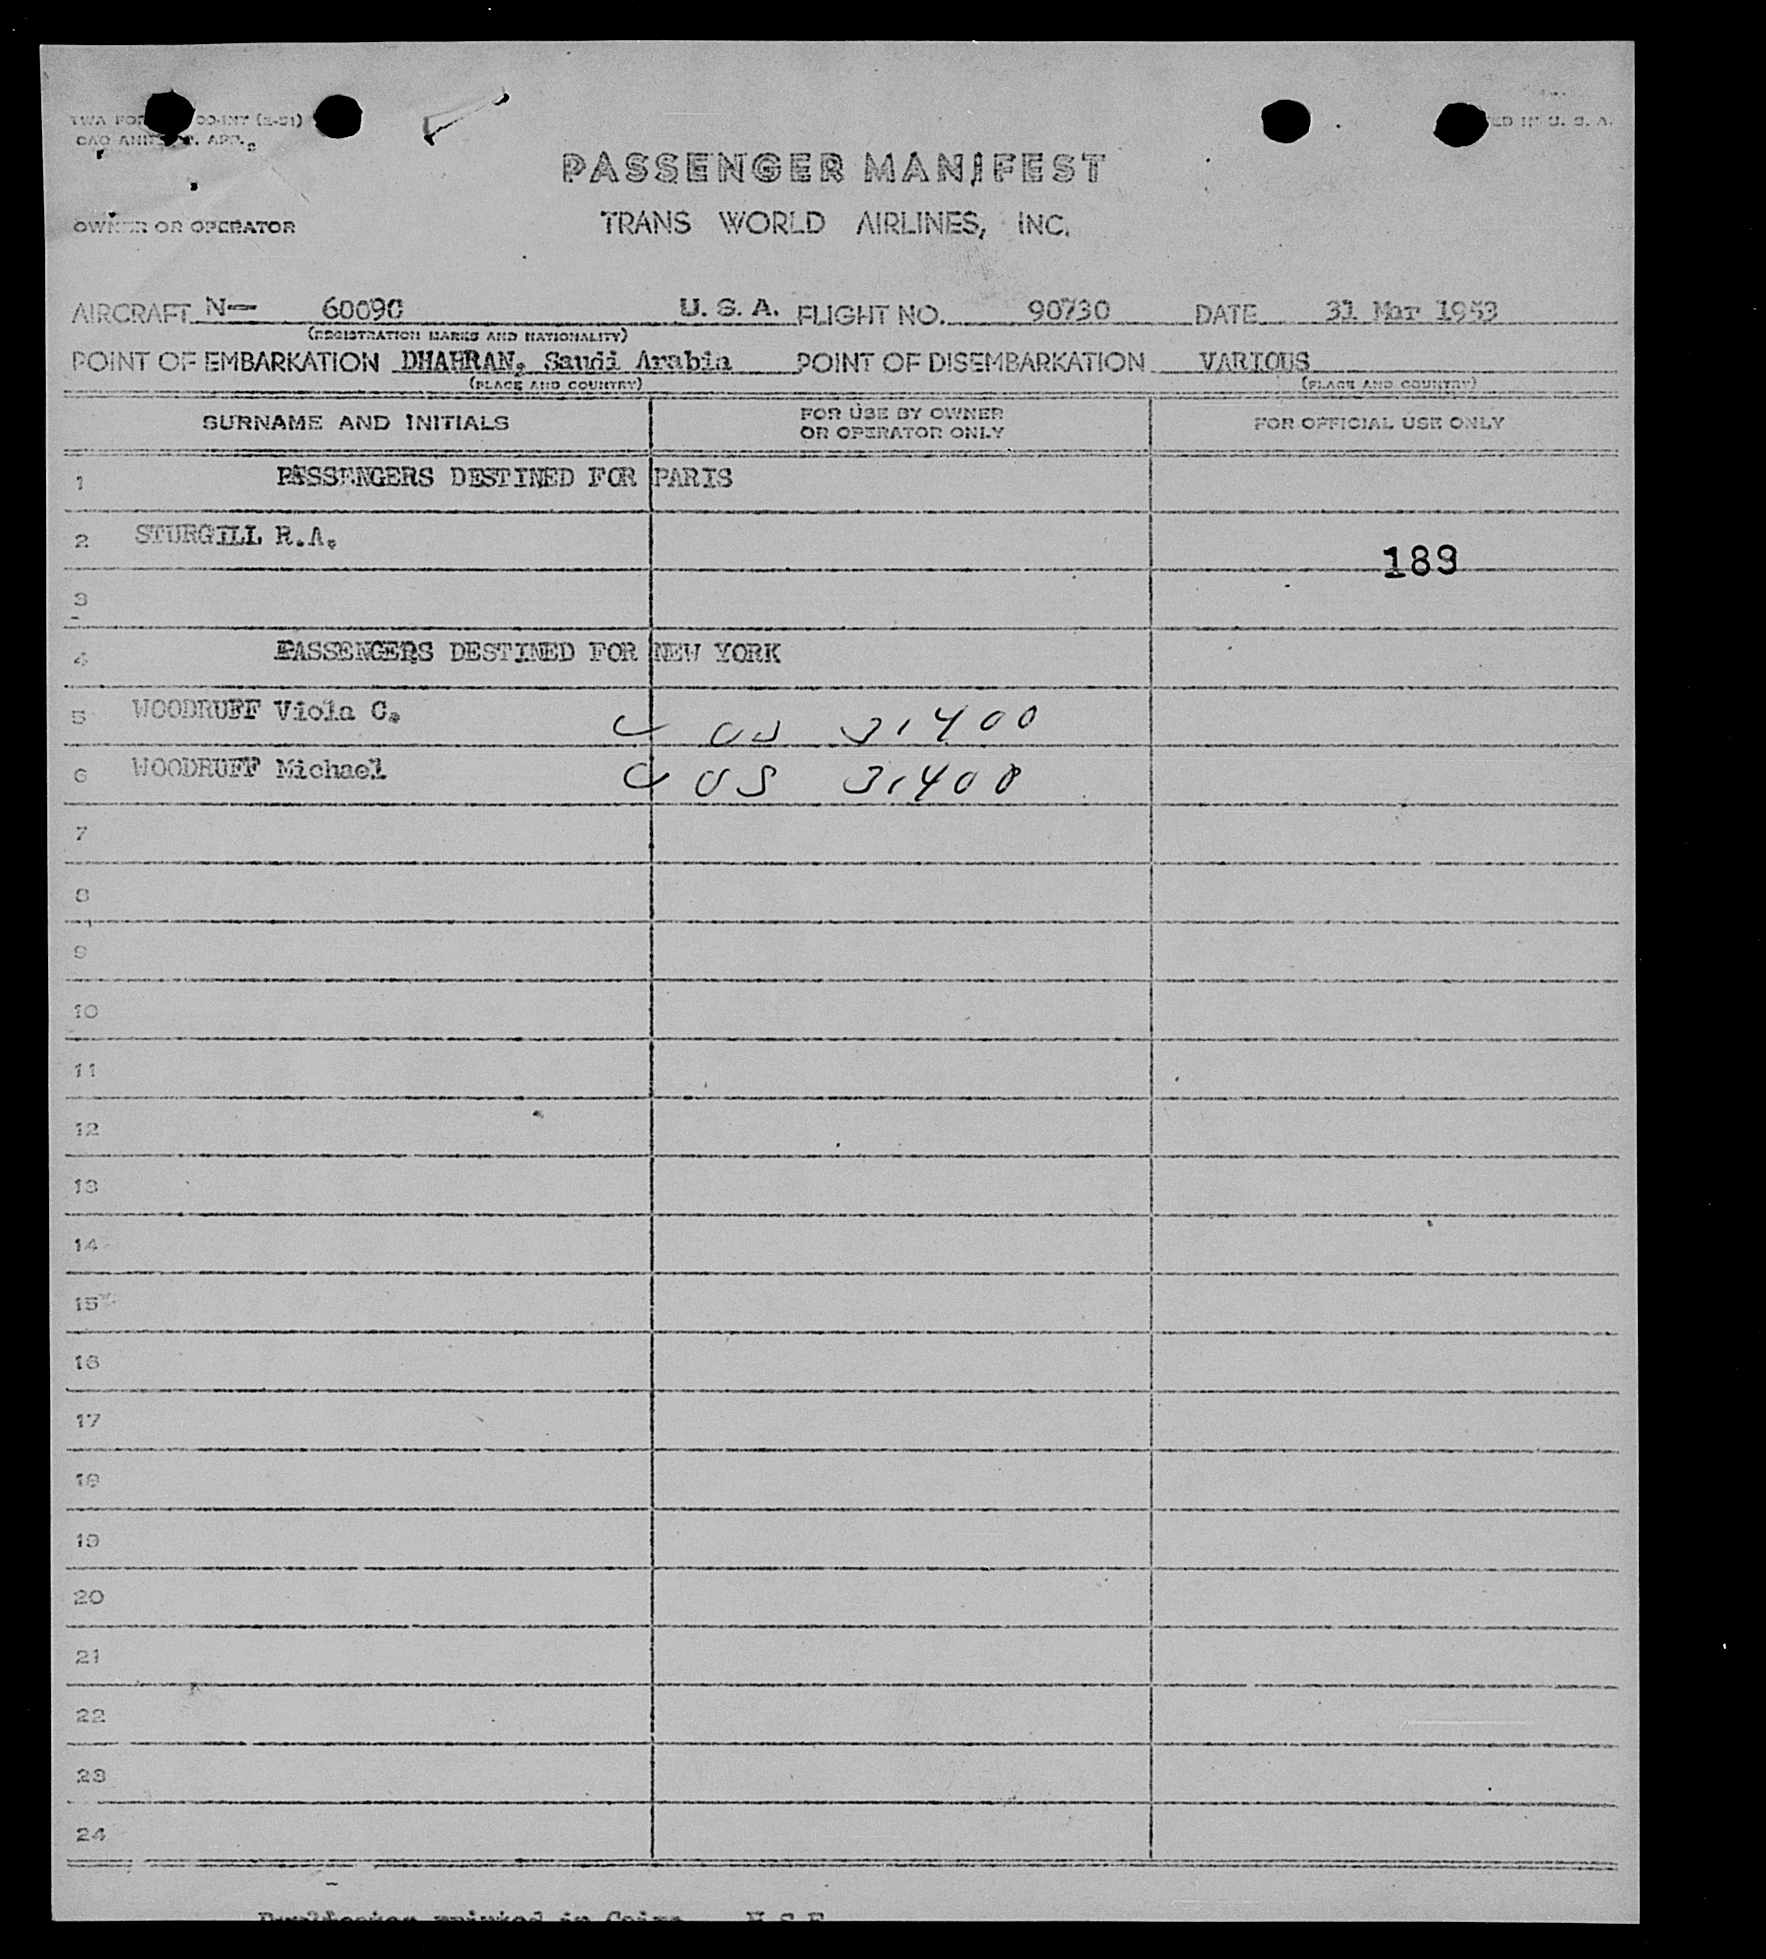 PASSENGER MANIFEST
OWNER OR OPERATOR TRANS WORLD AIRLINES, INC.
AIRCRAFT N— 60090 U. S. A. FLIGHT NO. 90730 DATE 31 Mar 1953
(REGISTRATION MARKS AND NATIONALITY)
POINT OF EMBARKATION DHAHRAN, Saudi Arabia POINT OF DISEMBARKATION VARIOUS
(PLACE AND COUNTRY) (PLACE AND COUNTRY)
SURNAME AND INITIALS FOR USE BY OWNER OR OPERATOR ONLY FOR OFFICIAL USE ONLY
1 PASSENGERS DESTINED FOR PARIS
2 STURGILL R.A.
189
3
4 PASSENGERS DESTINED FOR NEW YORK
5 WOODRUFF Viola C. C US 31400
6 WOODRUFF Michael C US 31400
7
8
9
10
11
12
13
14
15
16
17
18
19
20
21
22
23
24